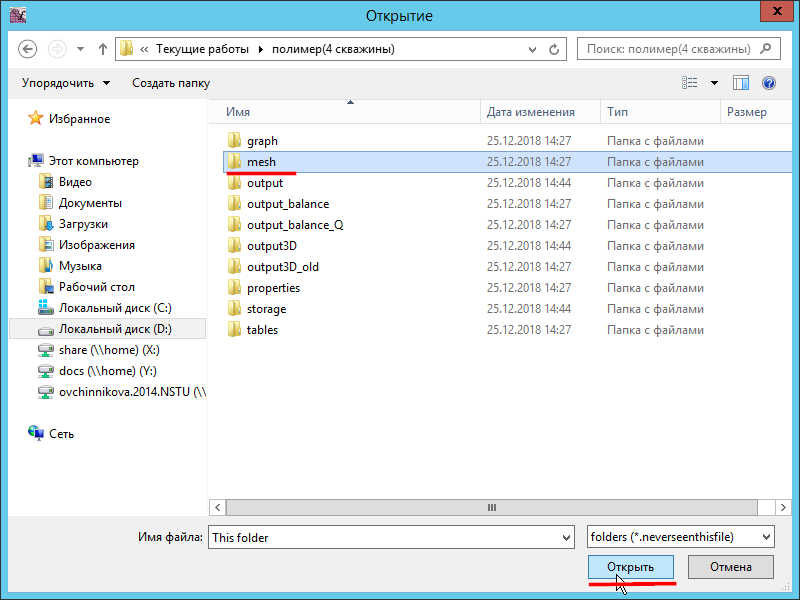 Открытие
« Текущие работы ▸ полимер(4 скважины)
Поиск: полимер(4 скважины)
Упорядочить Создать папку
Имя Дата изменения Тип Размер
Избранное
Этот компьютер
Видео
Документы
Загрузки
Изображения
Музыка
Рабочий стол
Локальный диск (C:)
Локальный диск (D:)
share (\\home) (X:)
docs (\\home) (Y:)
ovchinnikova.2014.NSTU (\\
Сеть
graph 25.12.2018 14:27 Папка с файлами
mesh 25.12.2018 14:27 Папка с файлами
output 25.12.2018 14:44 Папка с файлами
output_balance 25.12.2018 14:27 Папка с файлами
output_balance_Q 25.12.2018 14:27 Папка с файлами
output3D 25.12.2018 14:44 Папка с файлами
output3D_old 25.12.2018 14:27 Папка с файлами
properties 25.12.2018 14:27 Папка с файлами
storage 25.12.2018 14:44 Папка с файлами
tables 25.12.2018 14:27 Папка с файлами
Имя файла: This folder folders (*.neverseenthisfile)
Открыть Отмена